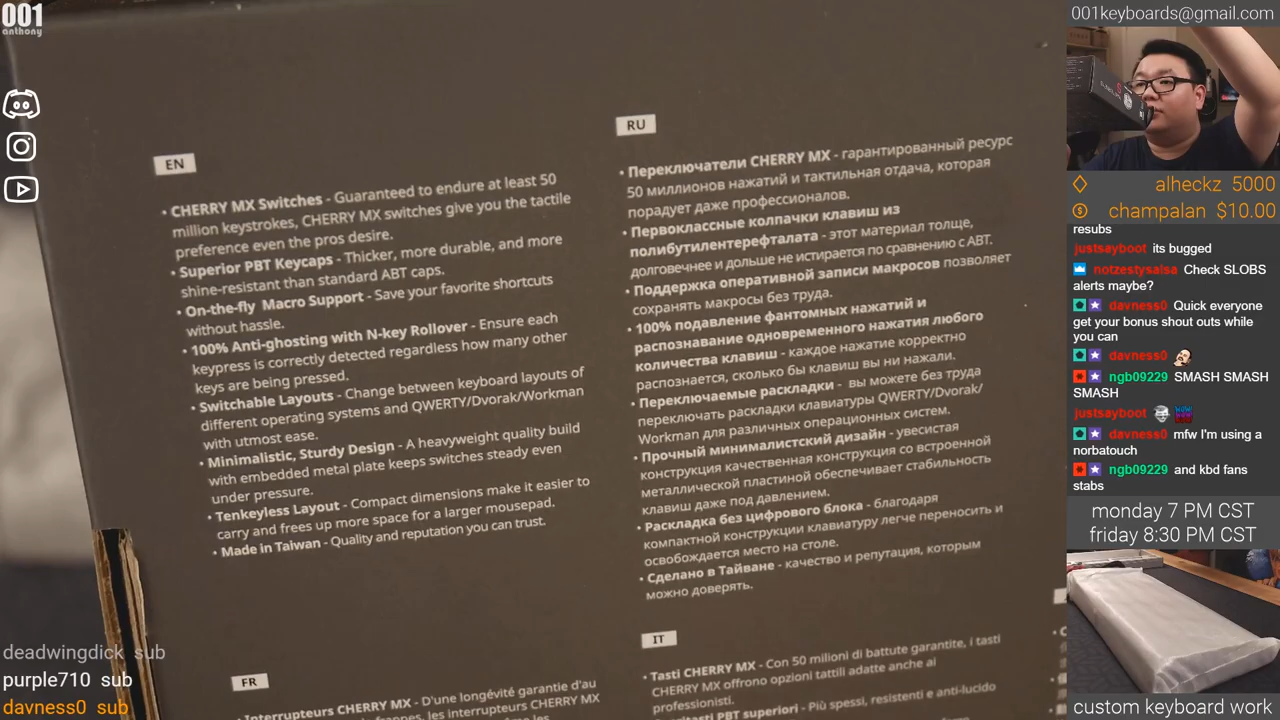 001
anthony
EN
• CHERRY MX Switches - Guaranteed to endure at least 50
million keystrokes, CHERRY MX switches give you the tactile
preference even the pros desire.
• Superior PBT Keycaps - Thicker, more durable, and more
shine-resistant than standard ABT caps.
• On-the-fly Macro Support - Save your favorite shortcuts
without hassle.
• 100% Anti-ghosting with N-key Rollover - Ensure each
keypress is correctly detected regardless how many other
keys are being pressed.
• Switchable Layouts - Change between keyboard layouts of
different operating systems and QWERTY/Dvorak/Workman
with utmost ease.
• Minimalistic, Sturdy Design - A heavyweight quality build
with embedded metal plate keeps switches steady even
under pressure.
• Tenkeyless Layout - Compact dimensions make it easier to
carry and frees up more space for a larger mousepad.
• Made in Taiwan - Quality and reputation you can trust.
RU
• Переключатели CHERRY MX - гарантированный ресурс
50 миллионов нажатий и тактильная отдача, которая
порадует даже профессионалов.
• Первоклассные колпачки клавиш из
полибутилентерефталата - этот материал толще,
долговечнее и дольше не истирается по сравнению с АВТ.
• Поддержка оперативной записи макросов позволяет
сохранять макросы без труда.
• 100% подавление фантомных нажатий и
распознавание одновременного нажатия любого
количества клавиш - каждое нажатие корректно
распознается, сколько бы клавиш вы ни нажали.
• Переключаемые раскладки - вы можете без труда
переключать раскладки клавиатуры QWERTY/Dvorak/
Workman для различных операционных систем.
• Прочный минималистский дизайн - увесистая
конструкция качественная конструкция со встроенной
металлической пластиной обеспечивает стабильность
клавиш даже под давлением.
• Раскладка без цифрового блока - благодаря
компактной конструкции клавиатуру легче переносить и
освобождается место на столе.
• Сделано в Тайване - качество и репутация, которым
можно доверять.
FR
• Interrupteurs CHERRY MX - D'une longévité garantie d'au
les interrupteurs CHERRY MX
IT
• Tasti CHERRY MX - Con 50 milioni di battute garantite, i tasti
CHERRY MX offrono opzioni tattili adatte anche ai
professionisti.
PBT superiori - Più spessi, resistenti e anti-lucido
deadwingdick sub
purple710 sub
davness0 sub
001keyboards@gmail.com
alheckz 5000
champalan $10.00
resubs
justsayboot its bugged
notzestysalsa Check SLOBS
alerts maybe?
davness0 Quick everyone
get your bonus shout outs while
you can
davness0
ngb09229 SMASH SMASH
SMASH
justsayboot
davness0 mfw I'm using a
norbatouch
ngb09229 and kbd fans
stabs
monday 7 PM CST
friday 8:30 PM CST
custom keyboard work